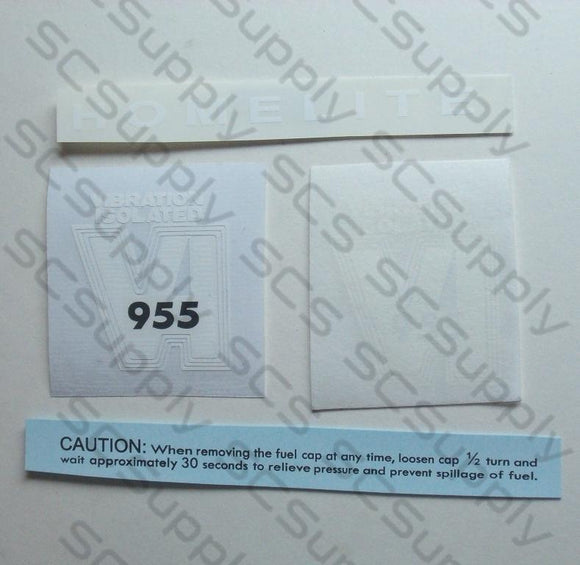 HOMELITE
VIBRATION
ISOLATED
VI
955
VI
CAUTION: When removing the fuel cap at any time, loosen cap ½ turn and
wait approximately 30 seconds to relieve pressure and prevent spillage of fuel.
SCSupply